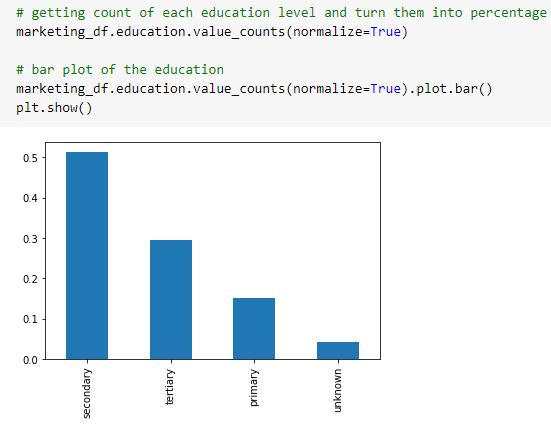 # getting count of each education level and turn them into percentage
marketing_df.education.value_counts(normalize=True)
# bar plot of the education
marketing_df.education.value_counts(normalize=True).plot.bar()
plt.show()
0.5
0.4
0.3
0.2
0.1
0.0
secondary
tertiary
primary
unknown